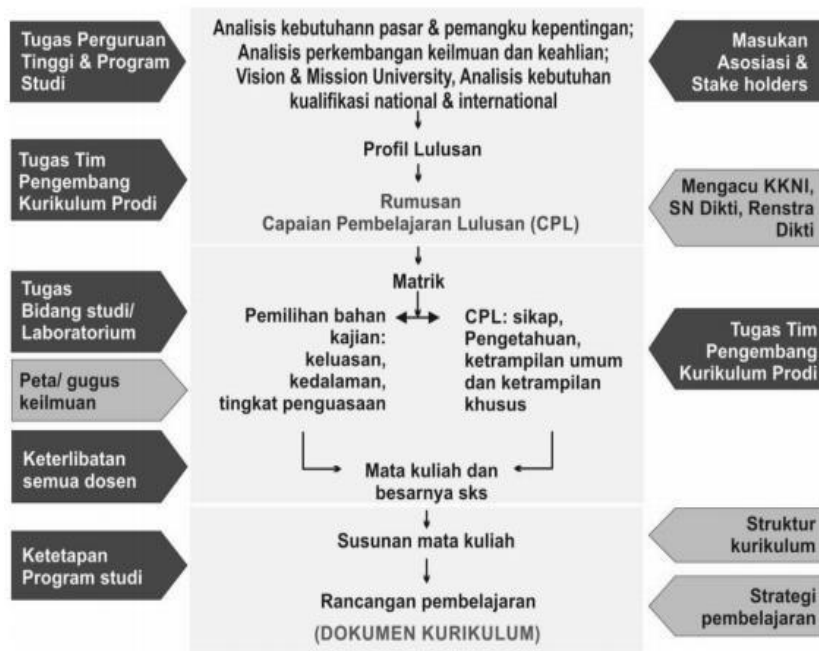 Tugas Perguruan
Tinggi & Program
Studi
Analisis kebutuhann pasar & pemangku kepentingan;
Analisis perkembangan keilmuan dan keahlian;
Vision & Mission University, Analisis kebutuhan
kualifikasi national & international
Masukan
Asosiasi &
Stake holders
Tugas Tim
Pengembang
Kurikulum Prodi
Profil Lulusan
Rumusan
Capaian Pembelajaran Lulusan (CPL)
Mengacu KKNI,
SN Dikti, Renstra
Dikti
Matrik
Tugas
Bidang studi/
Laboratorium
Pemilihan bahan
kajian:
keluasan,
kedalaman,
tingkat penguasaan
CPL: sikap,
Pengetahuan,
ketrampilan umum
dan ketrampilan
khusus
Tugas Tim
Pengembang
Kurikulum Prodi
Peta/ gugus
keilmuan
Keterlibatan
semua dosen
Mata kuliah dan
besarnya sks
Susunan mata kuliah
Struktur
kurikulum
Ketetapan
Program studi
Rancangan pembelajaran
(DOKUMEN KURIKULUM)
Strategi
pembelajaran